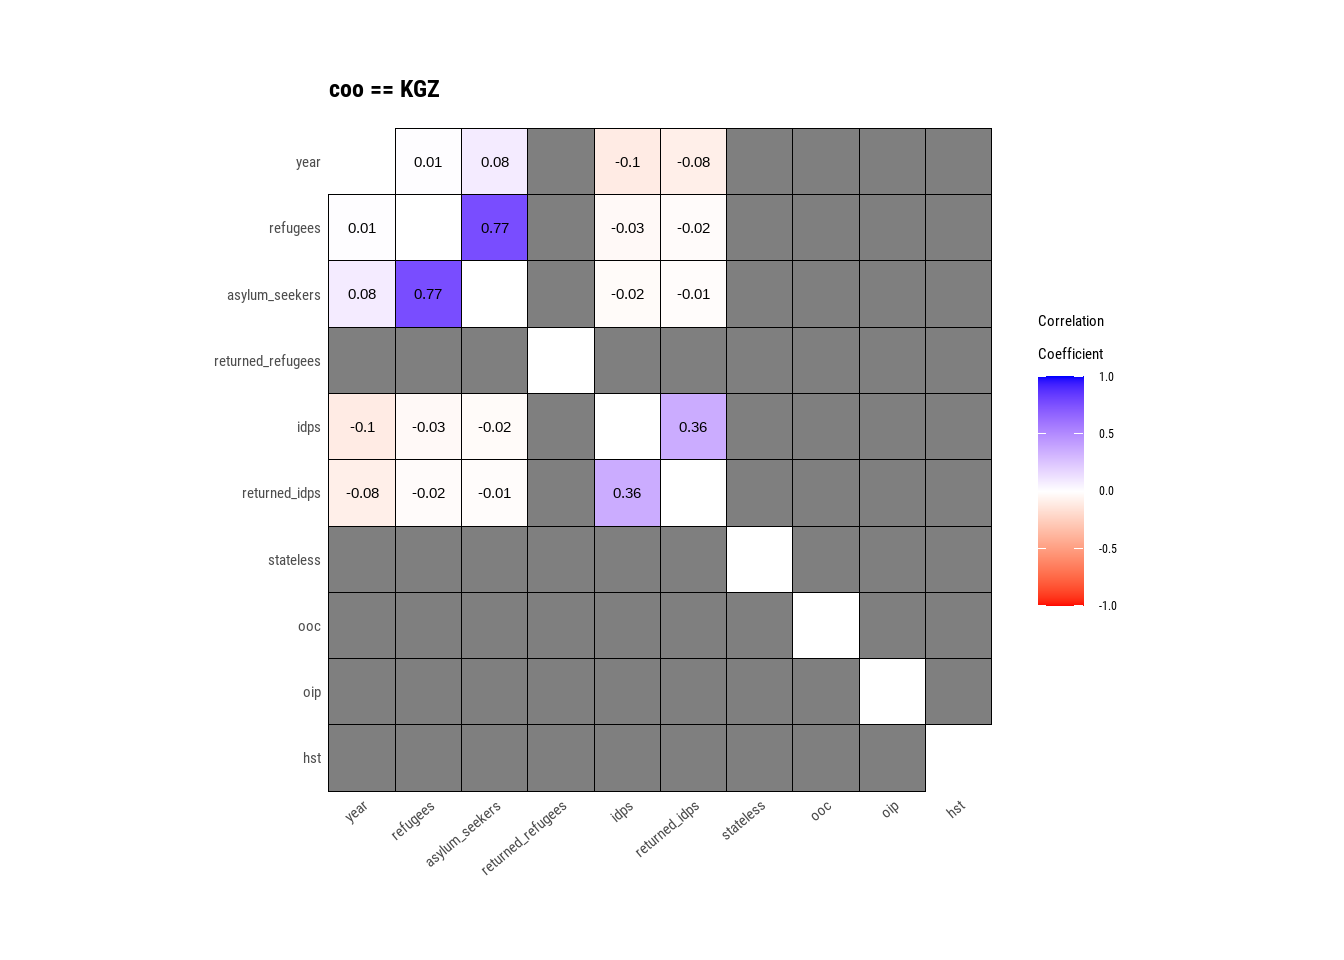 coo == KGZ
year 0.01 0.08 -0.1 -0.08
refugees 0.01 0.77 -0.03 -0.02
asylum_seekers 0.08 0.77 -0.02 -0.01
returned_refugees
idps -0.1 -0.03 -0.02 0.36
returned_idps -0.08 -0.02 -0.01 0.36
stateless
ooc
oip
hst
year refugees asylum_seekers returned_refugees idps returned_idps stateless ooc oip hst
Correlation
Coefficient
1.0
0.5
0.0
-0.5
-1.0